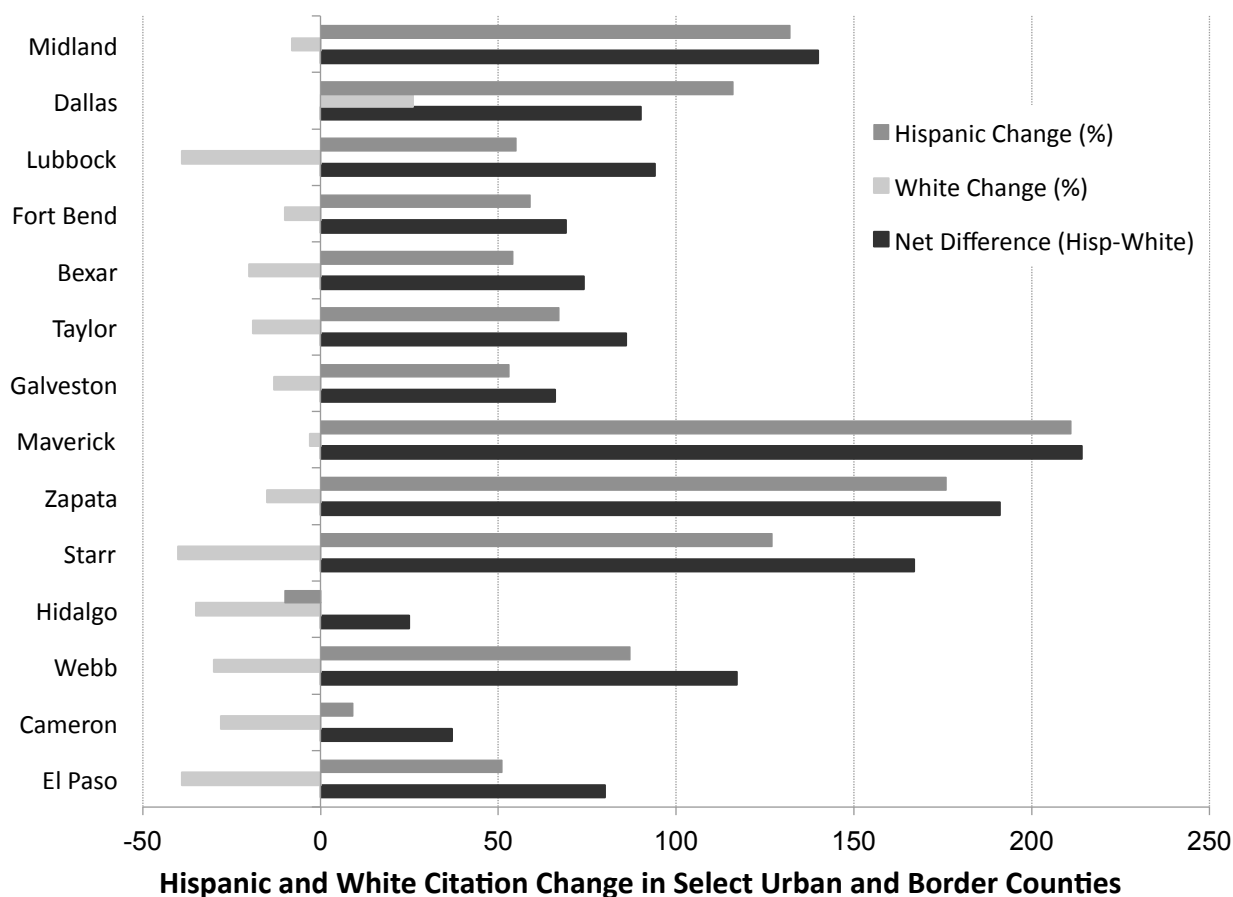 Midland
Dallas
Lubbock
Fort Bend
Bexar
Taylor
Galveston
Maverick
Zapata
Starr
Hidalgo
Webb
Cameron
El Paso
Hispanic Change (%)
White Change (%)
Net Difference (Hisp-White)
-50 0 50 100 150 200 250
Hispanic and White Citation Change in Select Urban and Border Counties